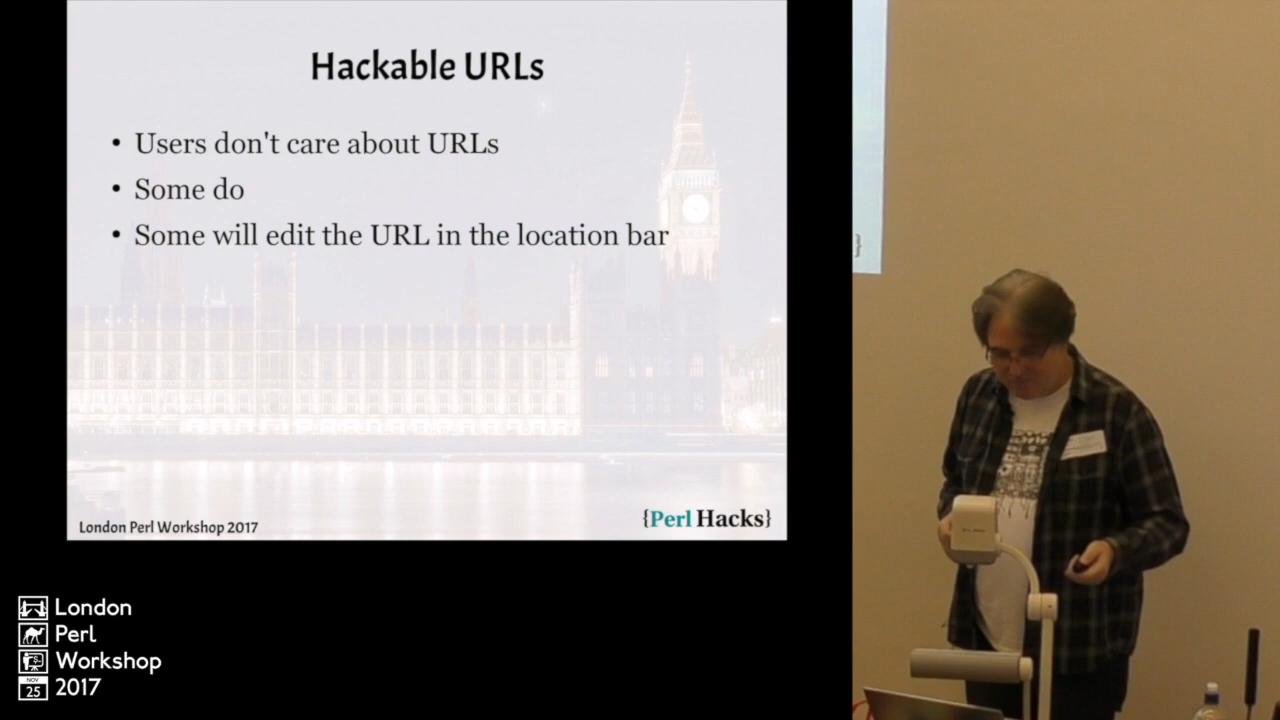 Hackable URLs
• Users don't care about URLs
• Some do
• Some will edit the URL in the location bar
London Perl Workshop 2017
{Perl Hacks}
London
Perl
Workshop
NOV
25
2017